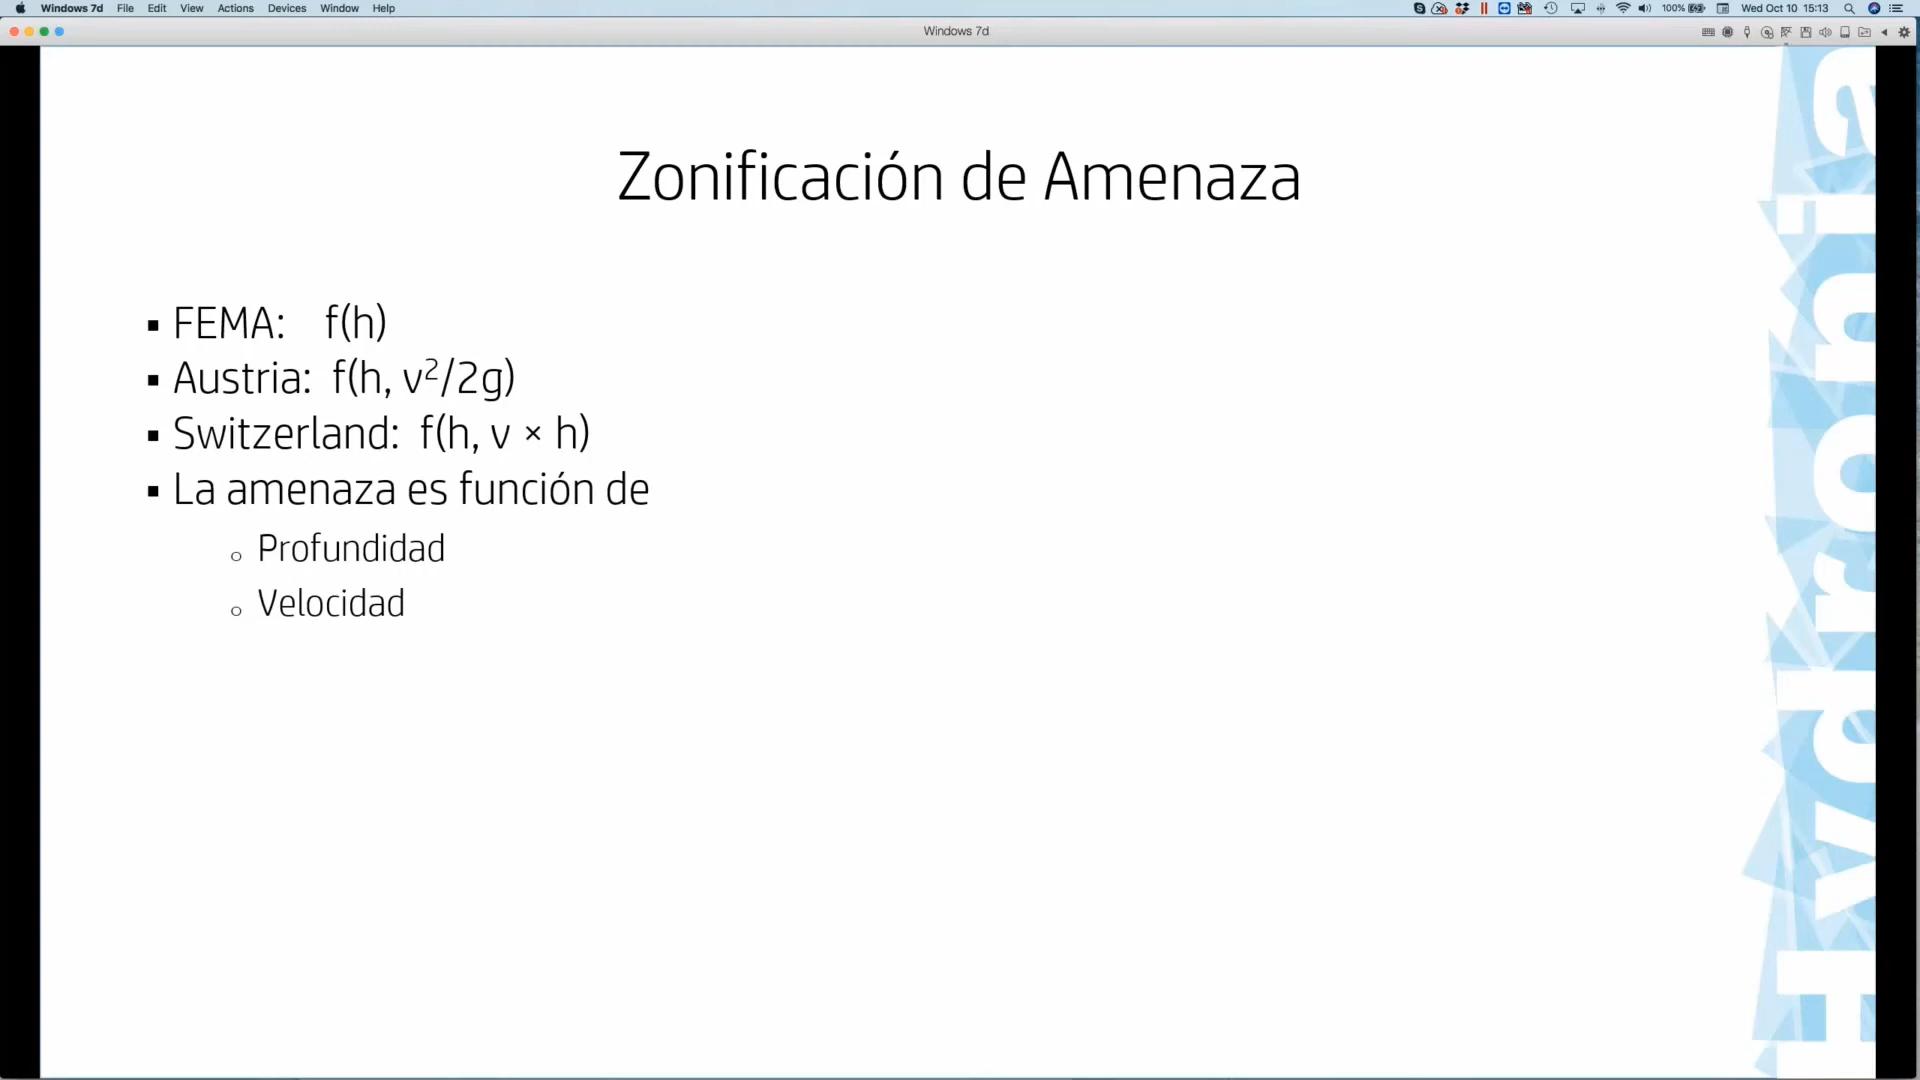 Windows 7d File Edit View Actions Devices Window Help 100% Wed Oct 10 15:13
Windows 7d
Zonificación de Amenaza
▪ FEMA: f(h)
▪ Austria: f(h, v²/2g)
▪ Switzerland: f(h, v × h)
▪ La amenaza es función de
o Profundidad
o Velocidad
Hydronia